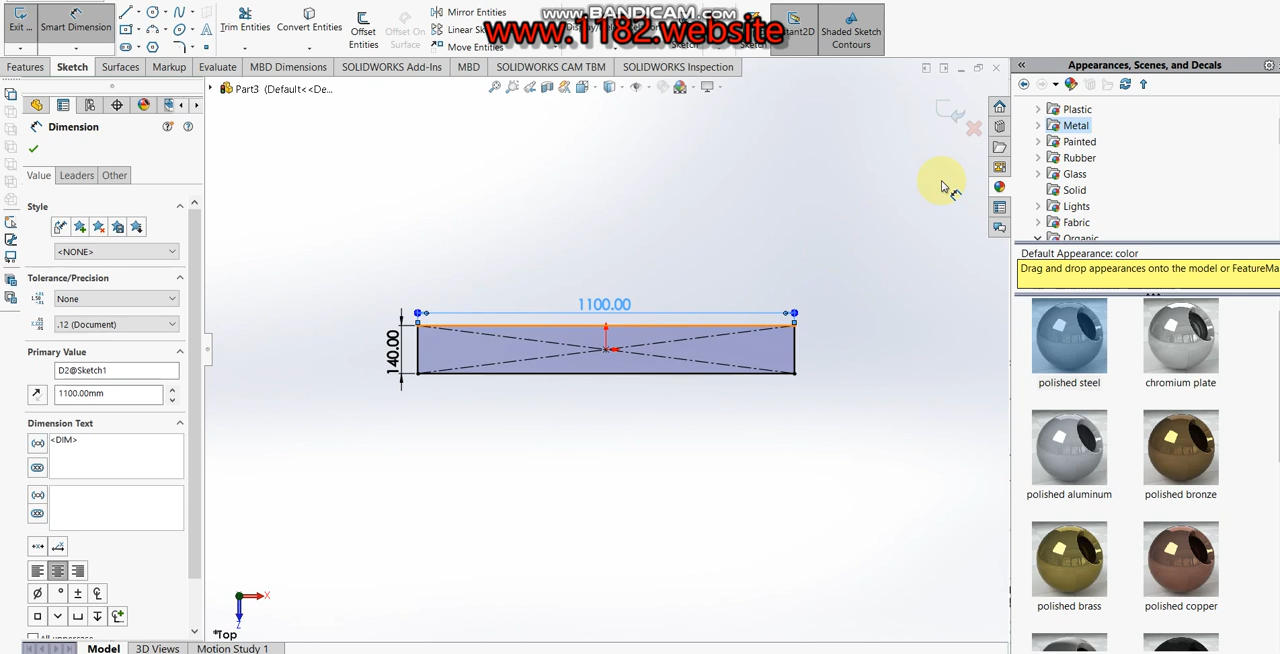 www.BANDICAM.com
www.1182.website
Exit ...
Smart Dimension
Trim Entities
Convert Entities
Offset
Entities
Offset On
Surface
Mirror Entities
Linear Sk
Move Entities
Instant2D
Shaded Sketch
Contours
Features
Sketch
Surfaces
Markup
Evaluate
MBD Dimensions
SOLIDWORKS Add-Ins
MBD
SOLIDWORKS CAM TBM
SOLIDWORKS Inspection
Part3 (Default<<De...
Dimension
Value
Leaders
Other
Style
<NONE>
Tolerance/Precision
None
.12 (Document)
Primary Value
D2@Sketch1
1100.00mm
Dimension Text
<DIM>
1100.00
140.00
X
Z
*Top
Model
3D Views
Motion Study 1
Appearances, Scenes, and Decals
Plastic
Metal
Painted
Rubber
Glass
Solid
Lights
Fabric
Organic
Default Appearance: color
Drag and drop appearances onto the model or FeatureMa
polished steel
chromium plate
polished aluminum
polished bronze
polished brass
polished copper